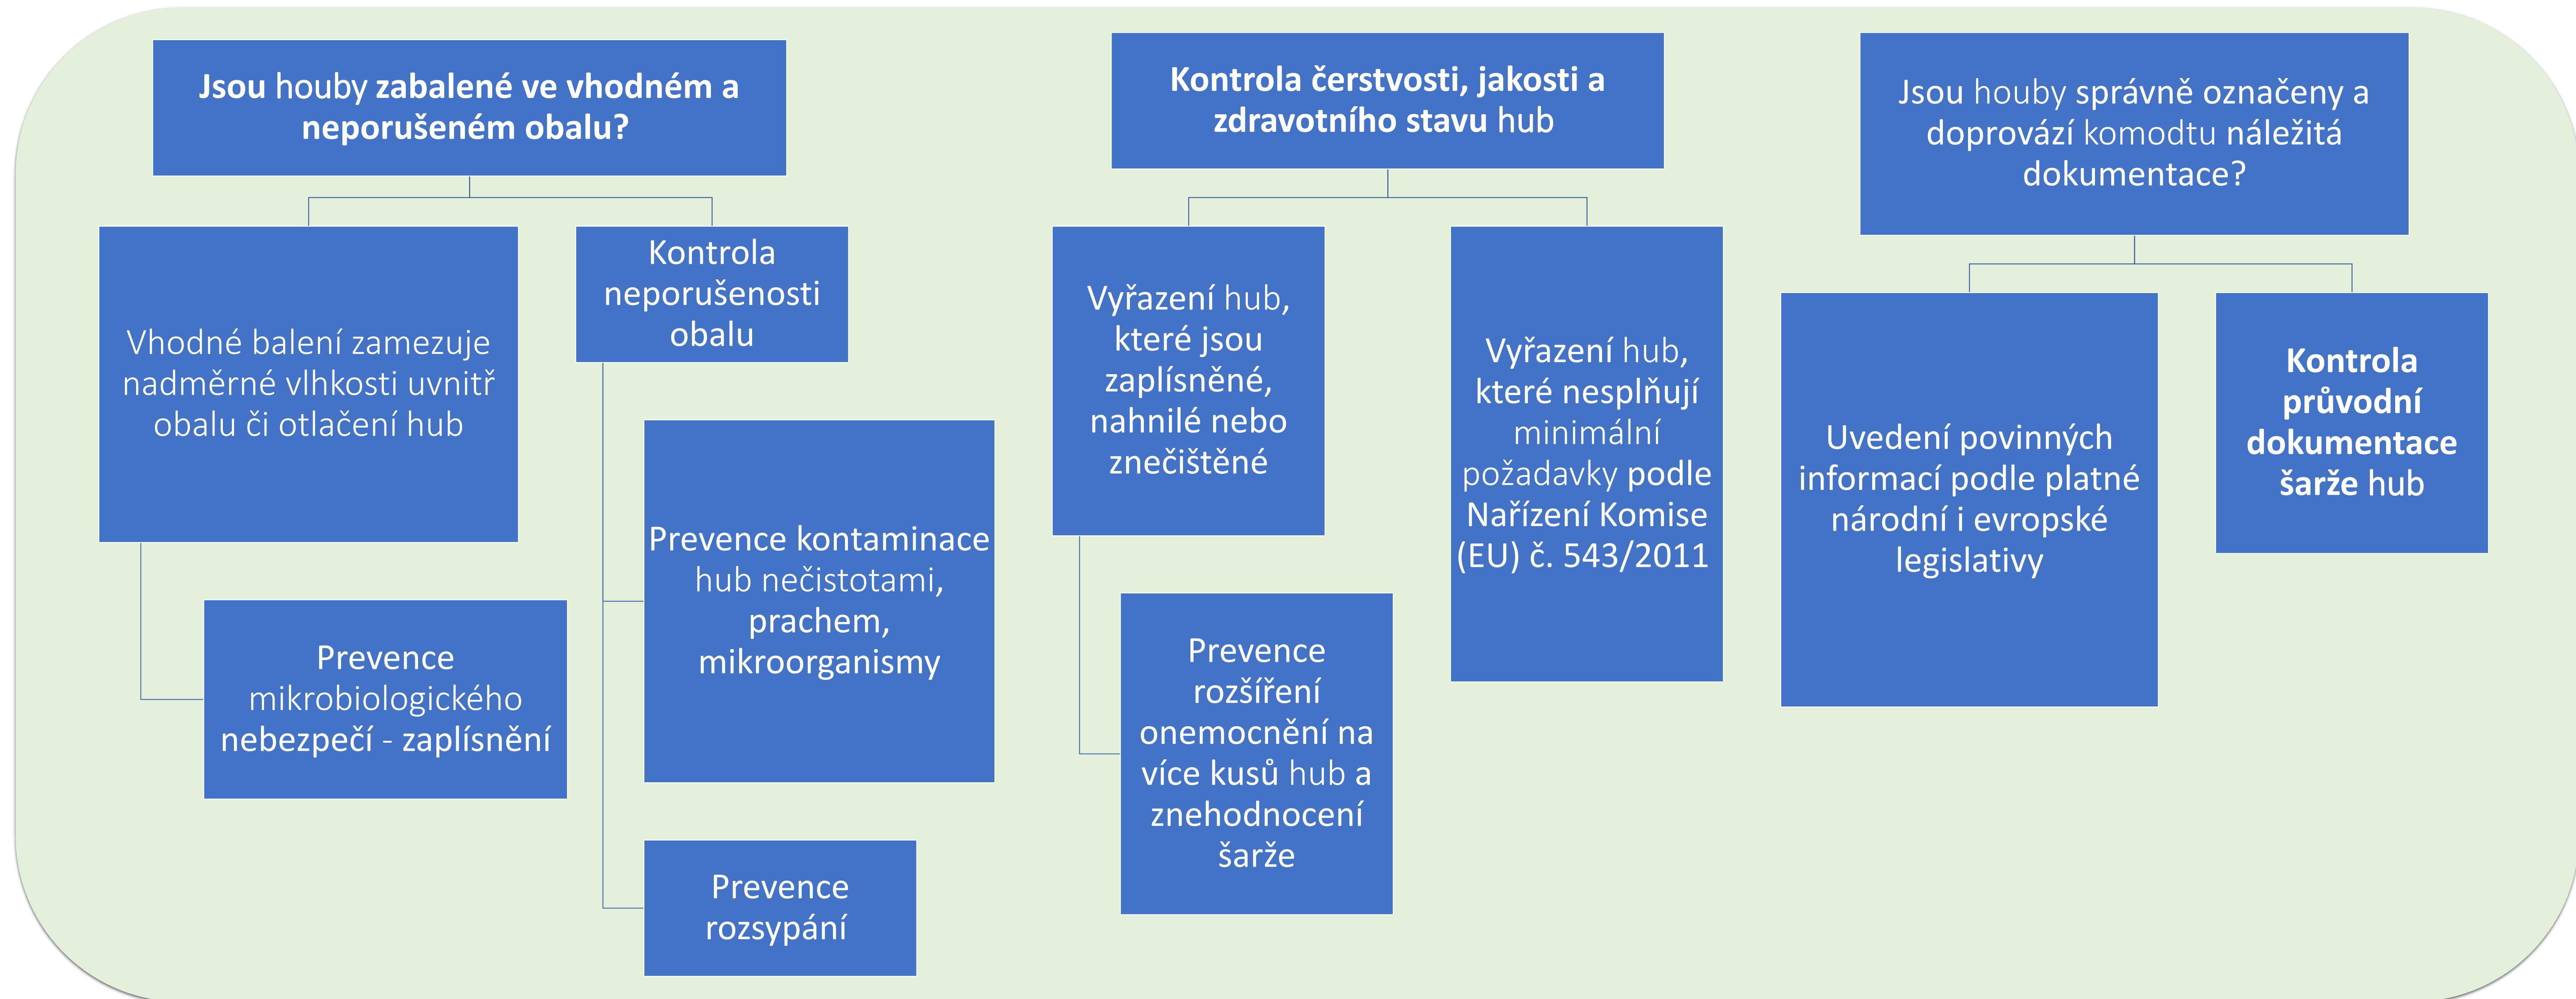 Jsou houby zabalené ve vhodném a
neporušeném obalu?
Vhodné balení zamezuje
nadměrné vlhkosti uvnitř
obalu či otlačení hub
Prevence
mikrobiologického
nebezpečí - zaplísnění
Kontrola
neporušenosti
obalu
Prevence kontaminace
hub nečistotami,
prachem,
mikroorganismy
Prevence
rozsypání
Kontrola čerstvosti, jakosti a
zdravotního stavu hub
Vyřazení hub,
které jsou
zaplísněné,
nahnilé nebo
znečištěné
Prevence
rozšíření
onemocnění na
více kusů hub a
znehodnocení
šarže
Vyřazení hub,
které nesplňují
minimální
požadavky podle
Nařízení Komise
(EU) č. 543/2011
Jsou houby správně označeny a
doprovází komodtu náležitá
dokumentace?
Uvedení povinných
informací podle platné
národní i evropské
legislativy
Kontrola
průvodní
dokumentace
šarže hub